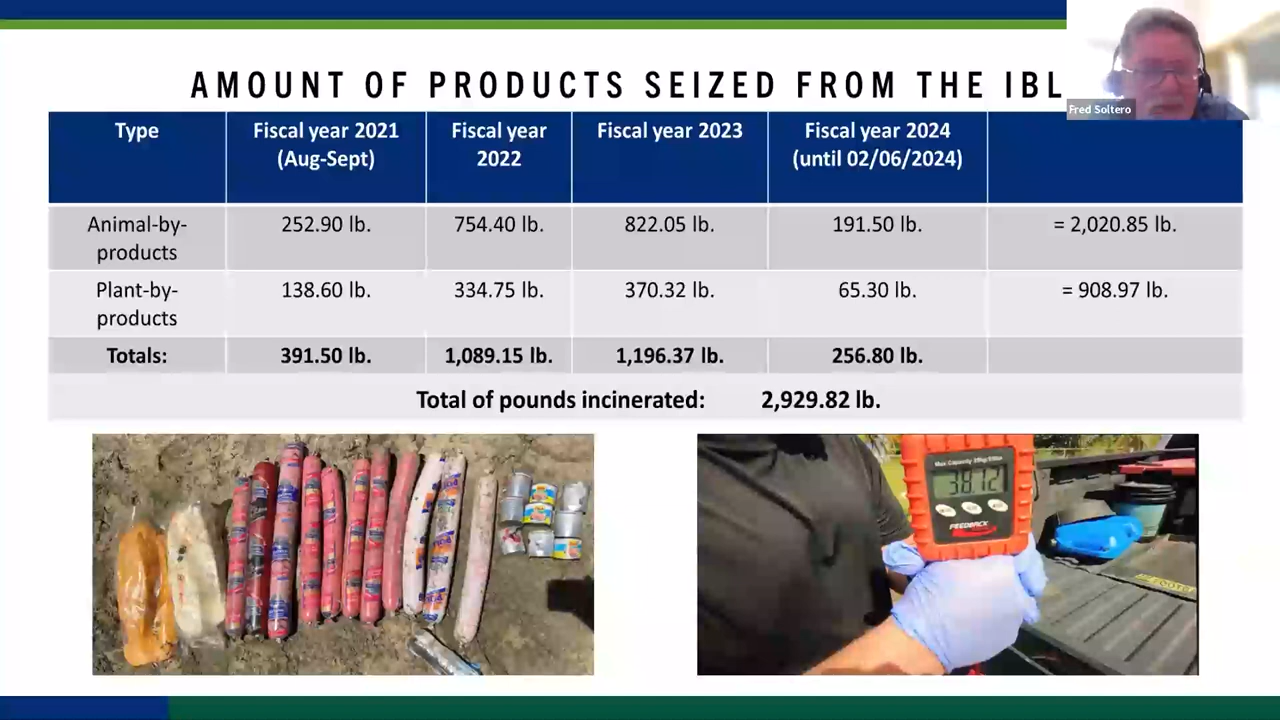 AMOUNT OF PRODUCTS SEIZED FROM THE IBL
Fred Soltero
Type
Fiscal year 2021
(Aug-Sept)
Fiscal year
2022
Fiscal year 2023
Fiscal year 2024
(until 02/06/2024)
Animal-by-
products
252.90 lb.
754.40 lb.
822.05 lb.
191.50 lb.
= 2,020.85 lb.
Plant-by-
products
138.60 lb.
334.75 lb.
370.32 lb.
65.30 lb.
= 908.97 lb.
Totals:
391.50 lb.
1,089.15 lb.
1,196.37 lb.
256.80 lb.
Total of pounds incinerated: 2,929.82 lb.
FEEDBACK